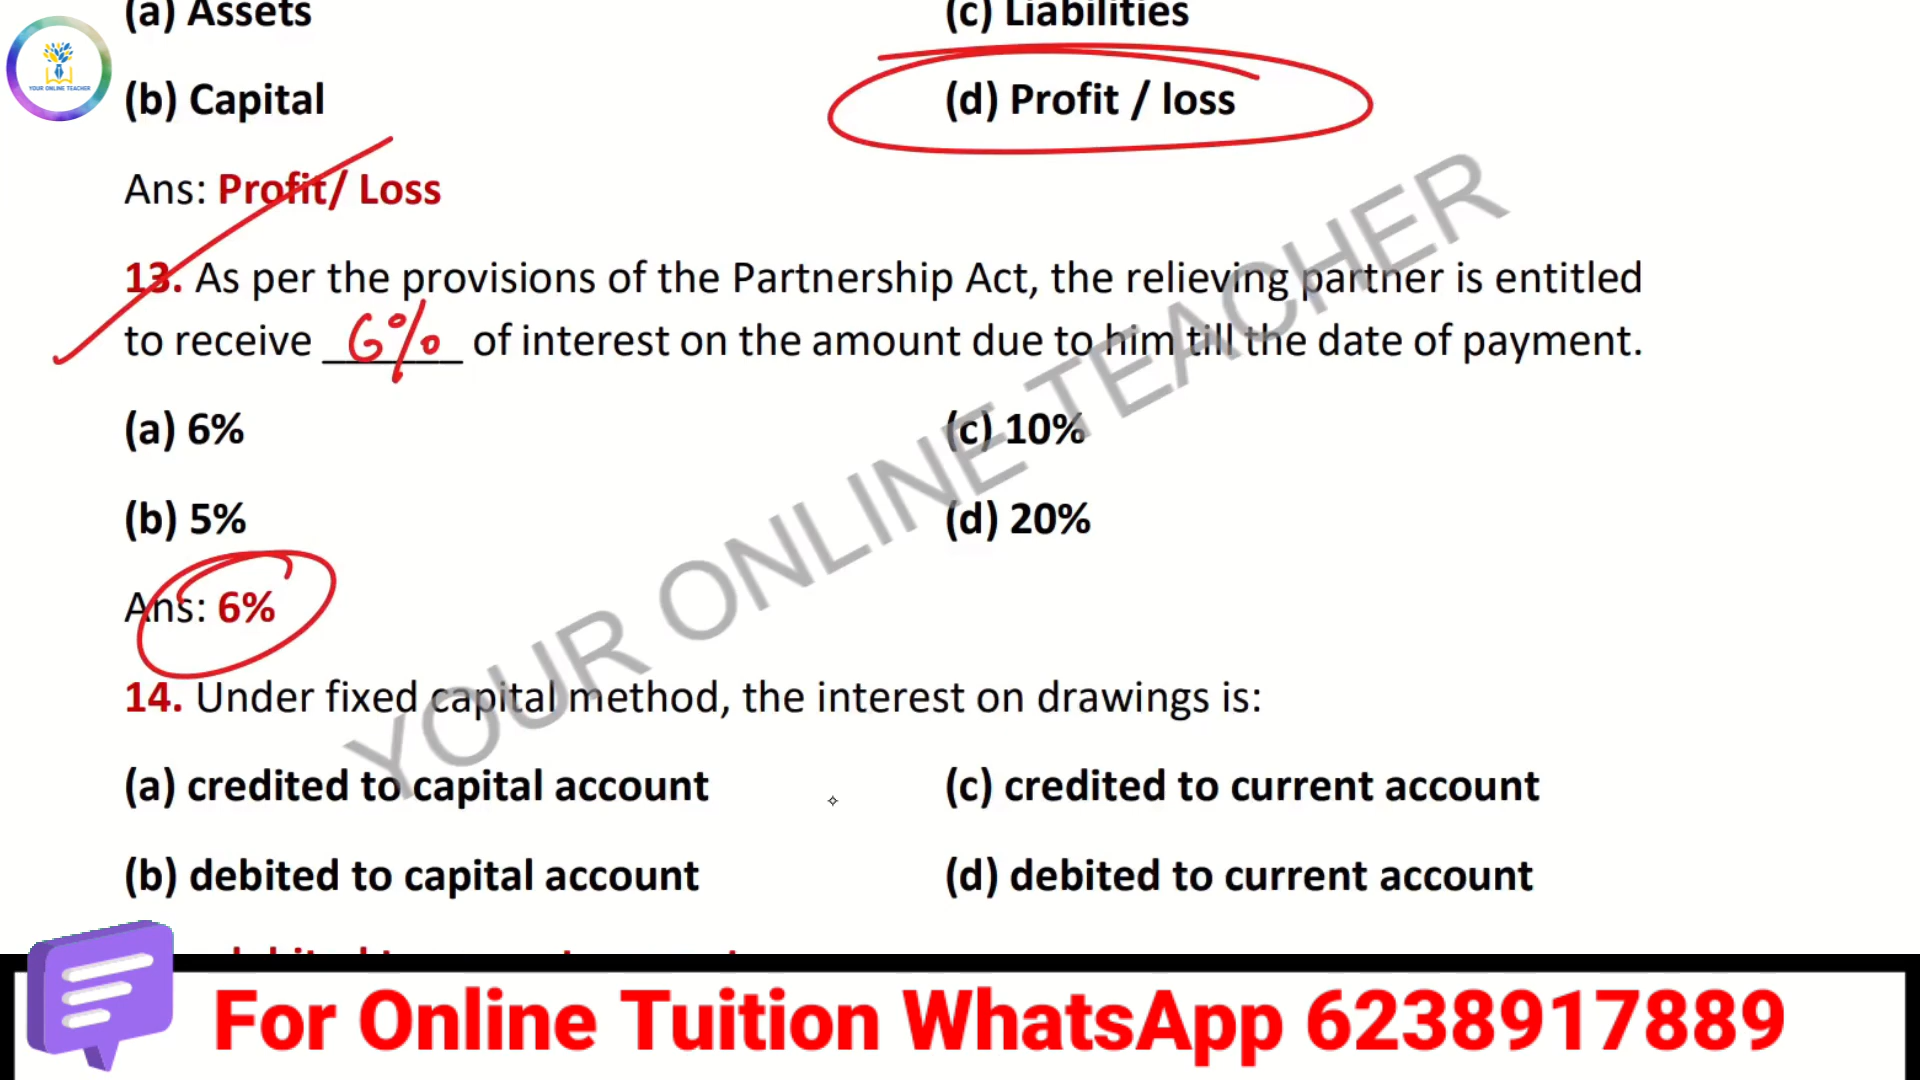 (a) Assets
(c) Liabilities
YOUR ONLINE TEACHER
(b) Capital
(d) Profit / loss
Ans: Profit/ Loss
13. As per the provisions of the Partnership Act, the relieving partner is entitled
to receive 6% of interest on the amount due to him till the date of payment.
(a) 6%
(c) 10%
(b) 5%
(d) 20%
Ans: 6%
YOUR ONLINE TEACHER
14. Under fixed capital method, the interest on drawings is:
(a) credited to capital account
(c) credited to current account
(b) debited to capital account
(d) debited to current account
For Online Tuition WhatsApp 6238917889